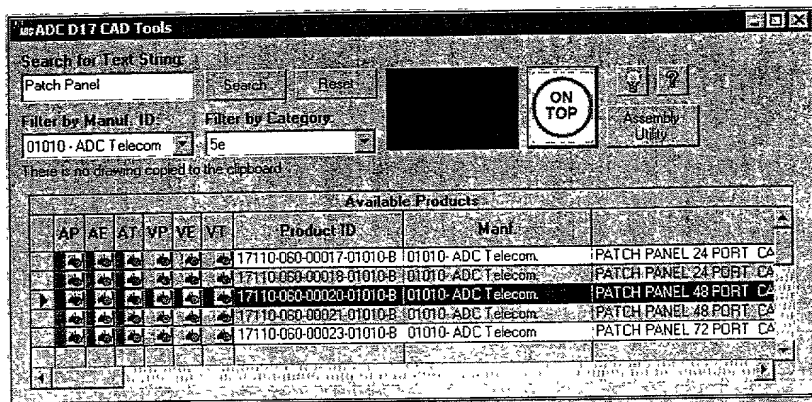 ADC D17 CAD Tools
Search for Text String:
Patch Panel Search Reset
ON TOP
?
Filter by Manuf. ID: Filter by Category:
01010 - ADC Telecom 5e
Assembly Utility
There is no drawing copied to the clipboard
Available Products
AP AE AT VP VE VT Product ID Manf
17110-060-00017-01010-B 01010- ADC Telecom. PATCH PANEL 24 PORT CA
17110-060-00018-01010-B 01010- ADC Telecom. PATCH PANEL 24 PORT CA
17110-060-00020-01010-B 01010- ADC Telecom. PATCH PANEL 48 PORT CA
17110-060-00021-01010-B 01010- ADC Telecom. PATCH PANEL 48 PORT CA
17110-060-00023-01010-B 01010- ADC Telecom. PATCH PANEL 72 PORT CA